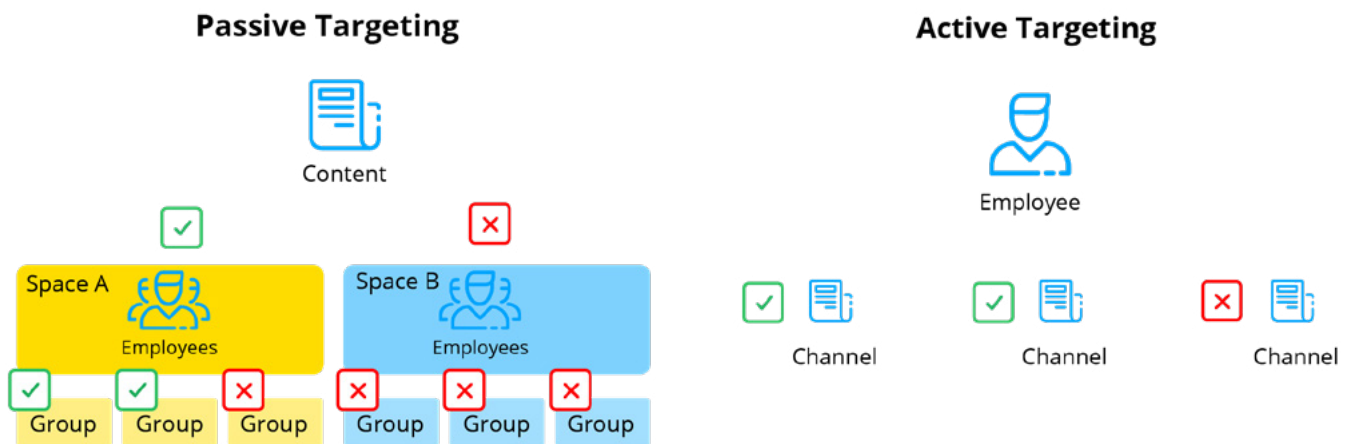 Passive Targeting
Content
Space A
Employees
Space B
Employees
Group
Group
Group
Group
Group
Group
Active Targeting
Employee
Channel
Channel
Channel